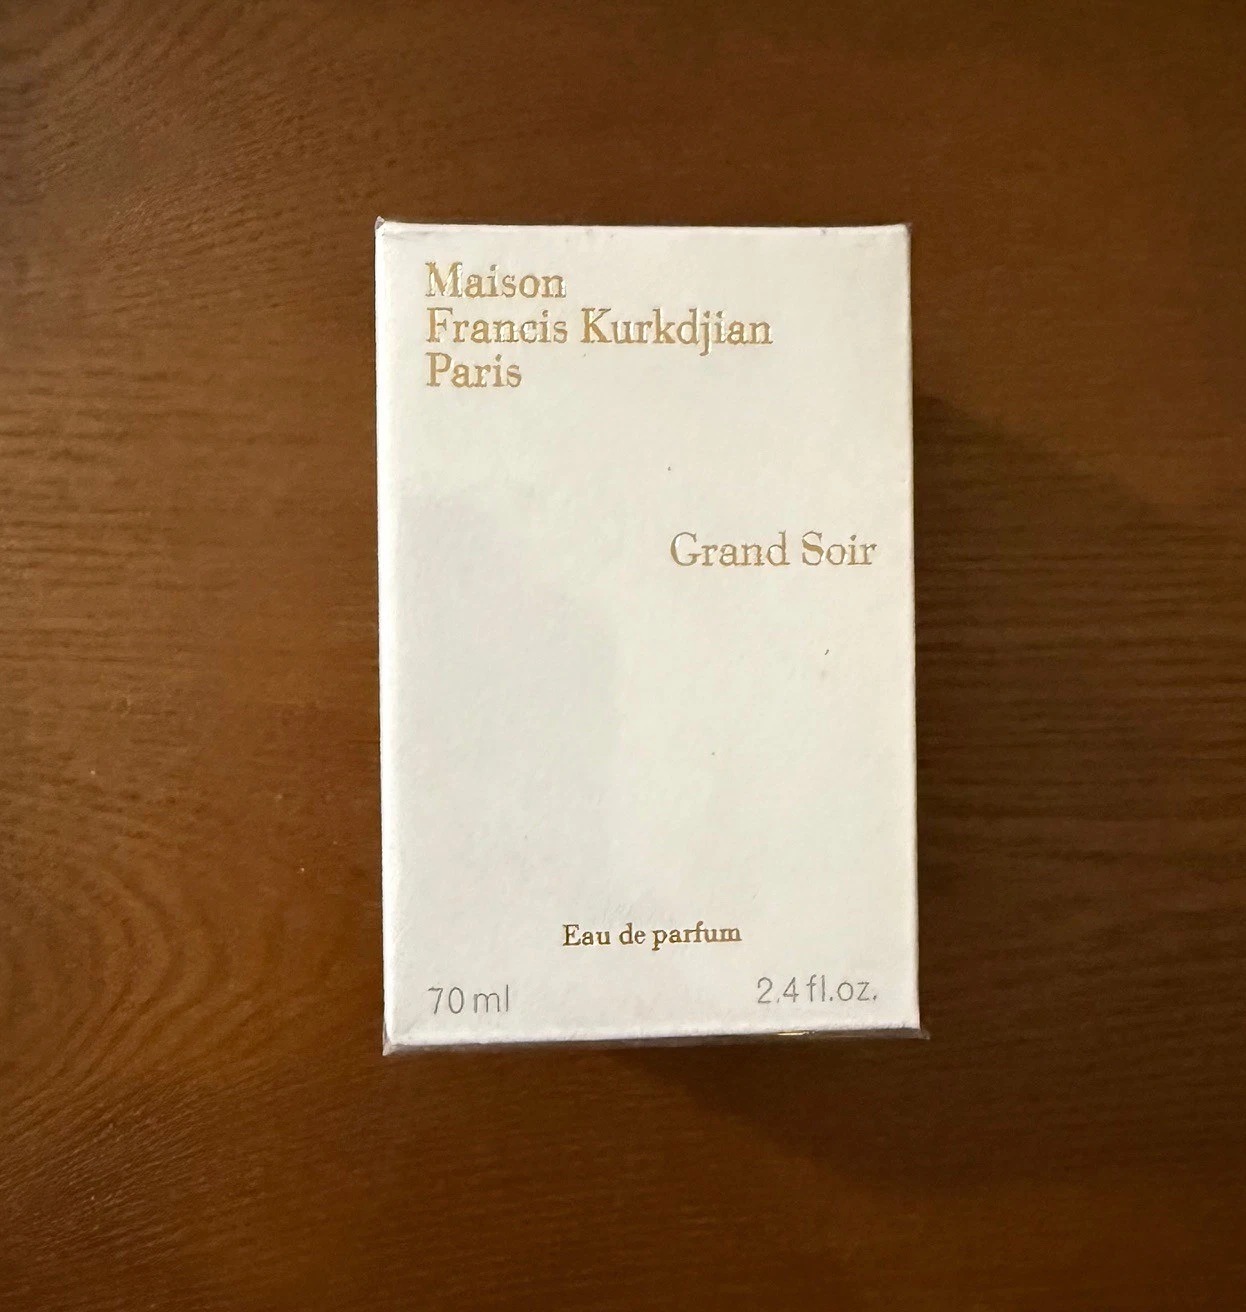 Maison
Francis Kurkdjian
Paris
Grand Soir
Eau de parfum
70 ml 2.4 fl.oz.